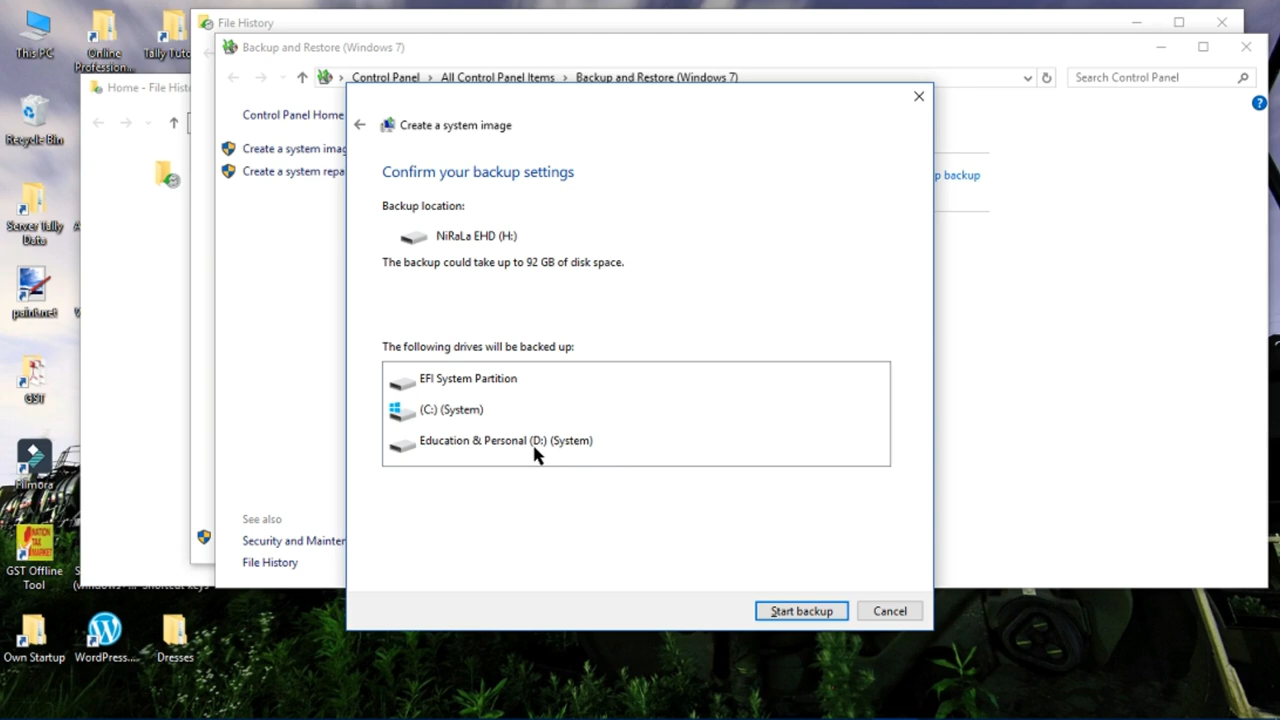 File History
Backup and Restore (Windows 7)
Control Panel > All Control Panel Items > Backup and Restore (Windows 7)
Search Control Panel
Home - File Hist
Control Panel Home
Create a system imag
Create a system repa
p backup
See also
Security and Mainten
File History
Create a system image
Confirm your backup settings
Backup location:
NiRaLa EHD (H:)
The backup could take up to 92 GB of disk space.
The following drives will be backed up:
EFI System Partition
(C:) (System)
Education & Personal (D:) (System)
Start backup
Cancel
This PC
Online
Profession...
Tally Tuto
Recycle Bin
Server Tally
Data
paint.net
GST
Filmora
NATION
TAX
MARKET
GST Offline
Tool
Own Startup
WordPress....
Dresses